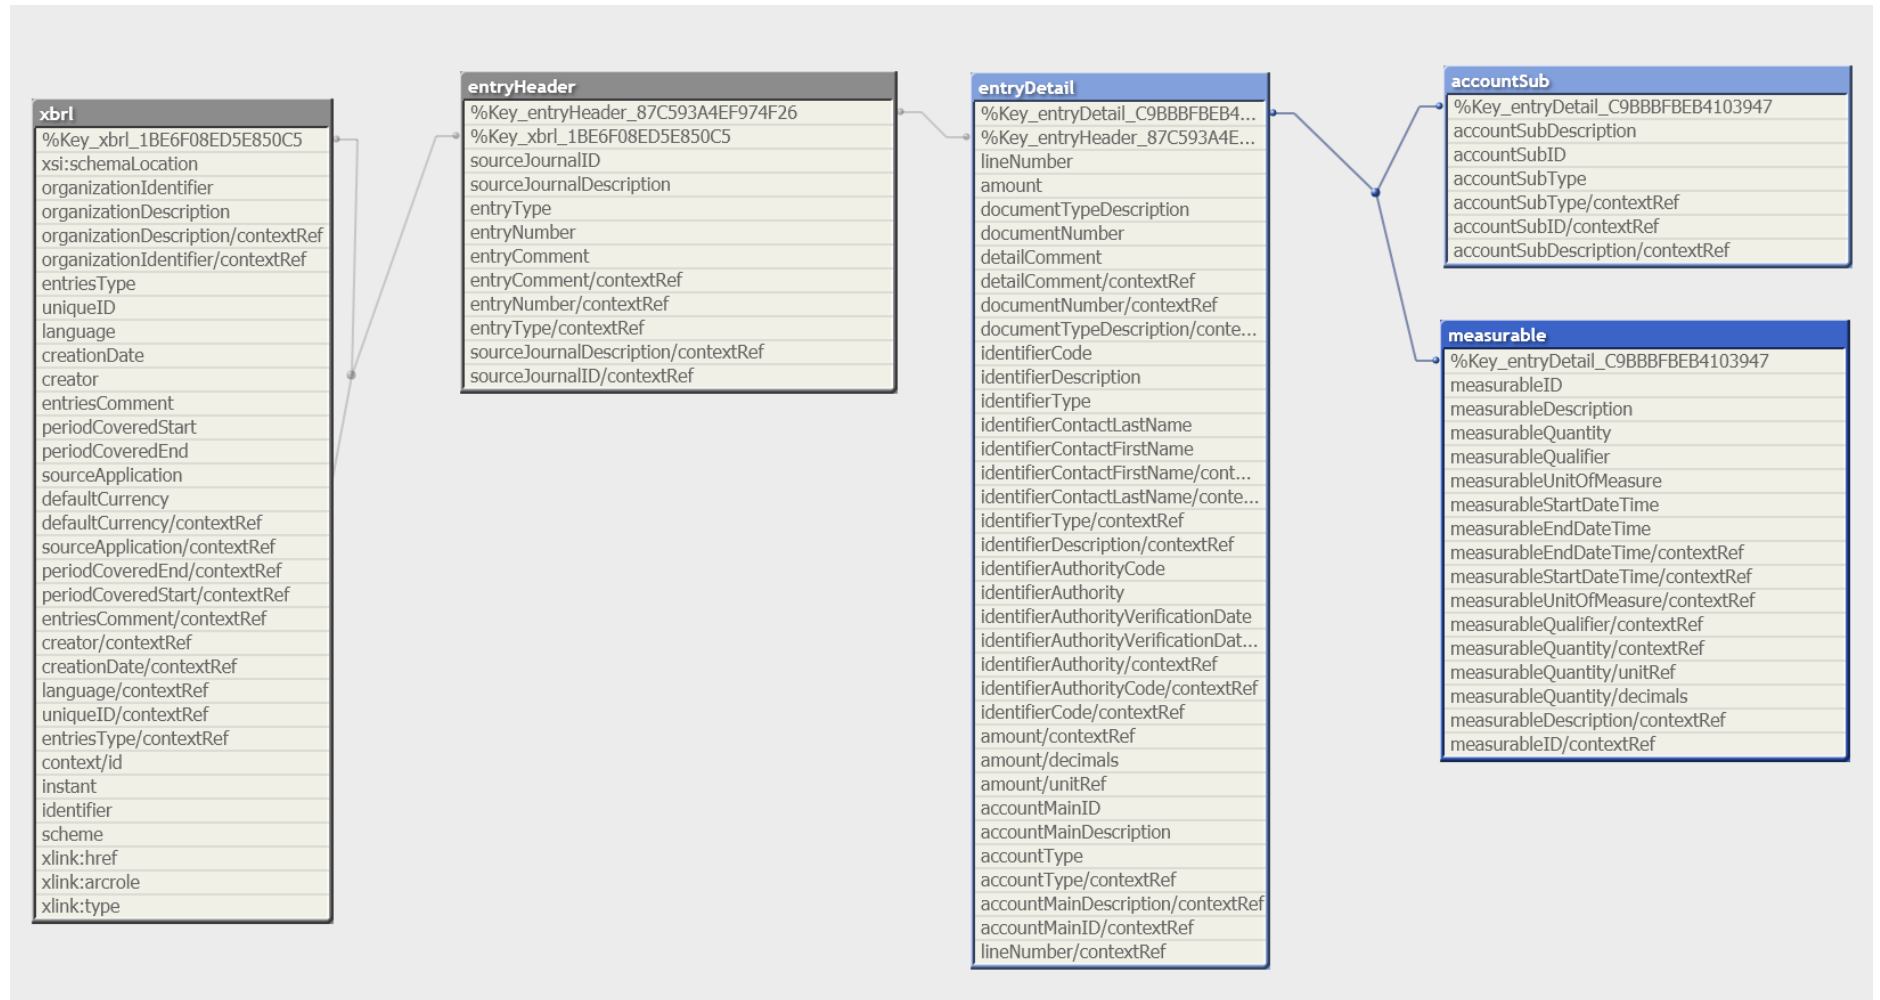 xbrl
%Key_xbrl_1BE6F08ED5E850C5
xsi:schemaLocation
organizationIdentifier
organizationDescription
organizationDescription/contextRef
organizationIdentifier/contextRef
entriesType
uniqueID
language
creationDate
creator
entriesComment
periodCoveredStart
periodCoveredEnd
sourceApplication
defaultCurrency
defaultCurrency/contextRef
sourceApplication/contextRef
periodCoveredEnd/contextRef
periodCoveredStart/contextRef
entriesComment/contextRef
creator/contextRef
creationDate/contextRef
language/contextRef
uniqueID/contextRef
entriesType/contextRef
context/id
instant
identifier
scheme
xlink:href
xlink:arcrole
xlink:type
entryHeader
%Key_entryHeader_87C593A4EF974F26
%Key_xbrl_1BE6F08ED5E850C5
sourceJournalID
sourceJournalDescription
entryType
entryNumber
entryComment
entryComment/contextRef
entryNumber/contextRef
entryType/contextRef
sourceJournalDescription/contextRef
sourceJournalID/contextRef
entryDetail
%Key_entryDetail_C9BBBFBEB4...
%Key_entryHeader_87C593A4E...
lineNumber
amount
documentTypeDescription
documentNumber
detailComment
detailComment/contextRef
documentNumber/contextRef
documentTypeDescription/conte...
identifierCode
identifierDescription
identifierType
identifierContactLastName
identifierContactFirstName
identifierContactFirstName/cont...
identifierContactLastName/conte...
identifierType/contextRef
identifierDescription/contextRef
identifierAuthorityCode
identifierAuthority
identifierAuthorityVerificationDate
identifierAuthorityVerificationDat...
identifierAuthority/contextRef
identifierAuthorityCode/contextRef
identifierCode/contextRef
amount/contextRef
amount/decimals
amount/unitRef
accountMainID
accountMainDescription
accountType
accountType/contextRef
accountMainDescription/contextRef
accountMainID/contextRef
lineNumber/contextRef
accountSub
%Key_entryDetail_C9BBBFBEB4103947
accountSubDescription
accountSubID
accountSubType
accountSubType/contextRef
accountSubID/contextRef
accountSubDescription/contextRef
measurable
%Key_entryDetail_C9BBBFBEB4103947
measurableID
measurableDescription
measurableQuantity
measurableQualifier
measurableUnitOfMeasure
measurableStartDateTime
measurableEndDateTime
measurableEndDateTime/contextRef
measurableStartDateTime/contextRef
measurableUnitOfMeasure/contextRef
measurableQualifier/contextRef
measurableQuantity/contextRef
measurableQuantity/unitRef
measurableQuantity/decimals
measurableDescription/contextRef
measurableID/contextRef